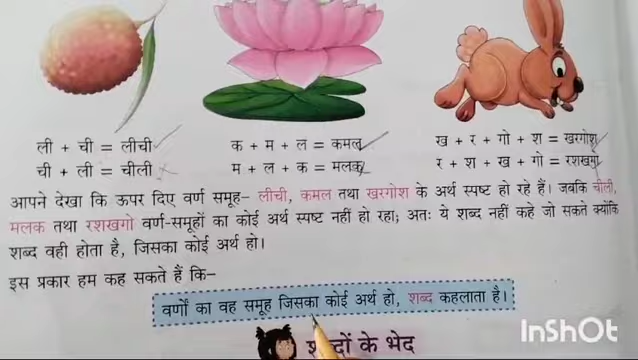 ली + ची = लीची
क + म + ल = कमल
ख + र + गो + श = खरगोश
ची + ली = चीली
म + ल + क = मलक
र + श + ख + गो = रशखगो
आपने देखा कि ऊपर दिए वर्ण समूह– लीची, कमल तथा खरगोश के अर्थ स्पष्ट हो रहे हैं। जबकि चीली,
मलक तथा रशखगो वर्ण-समूहों का कोई अर्थ स्पष्ट नहीं हो रहा; अतः ये शब्द नहीं कहे जो सकते क्योंकि
शब्द वही होता है, जिसका कोई अर्थ हो।
इस प्रकार हम कह सकते हैं कि–
वर्णों का वह समूह जिसका कोई अर्थ हो, शब्द कहलाता है।
शब्दों के भेद
InShOt